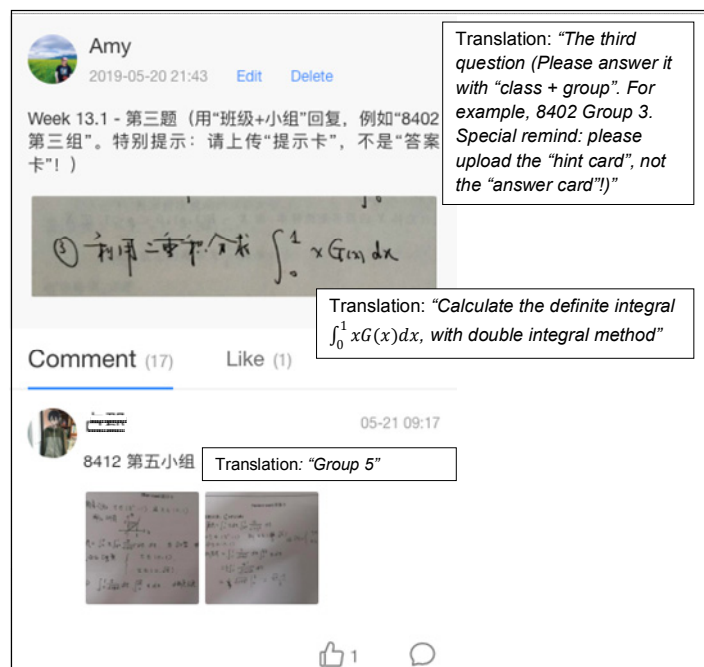 Amy
2019-05-20 21:43 Edit Delete
Week 13.1 - 第三题（用“班级+小组”回复，例如“8402
第三组”。特别提示：请上传“提示卡”，不是“答案
卡”！）
Translation: “The third
question (Please answer it
with “class + group”. For
example, 8402 Group 3.
Special remind: please
upload the “hint card”, not
the “answer card”!)”
③ 利用二重积分求 ∫₀¹ xG(x)dx
Translation: “Calculate the definite integral
∫₀¹ xG(x)dx, with double integral method”
Comment (17) Like (1)
05-21 09:17
8412 第五小组
Translation: “Group 5”
1